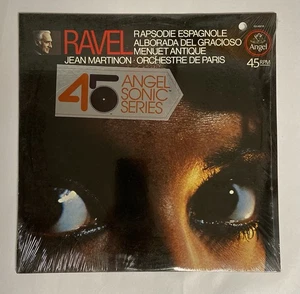 RAVEL
RAPSODIE ESPAGNOLE
ALBORADA DEL GRACIOSO
MENUET ANTIQUE
JEAN MARTINON · ORCHESTRE DE PARIS
Angel
45 RPM
45
ANGEL
SONIC
SERIES